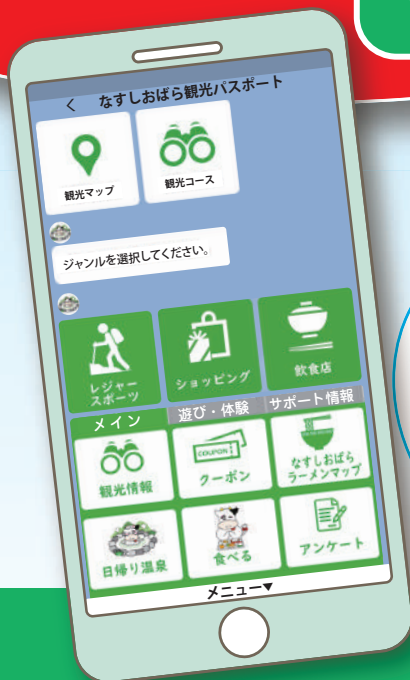 なすしおばら観光パスポート
観光マップ
観光コース
ジャンルを選択してください。
レジャー
スポーツ
ショッピング
飲食店
メイン
遊び・体験
サポート情報
観光情報
COUPON
クーポン
なすしおばら
ラーメンマップ
日帰り温泉
食べる
アンケート
メニュー▼